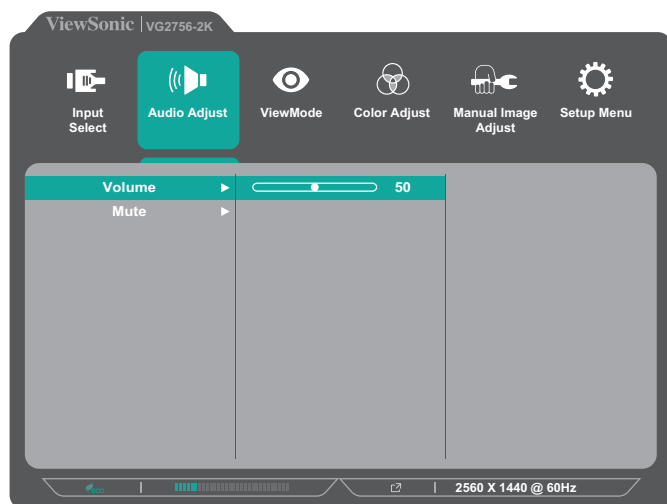 ViewSonic | VG2756-2K
Input Select
Audio Adjust
ViewMode
Color Adjust
Manual Image Adjust
Setup Menu
Volume 50
Mute
eco
2560 X 1440 @ 60Hz